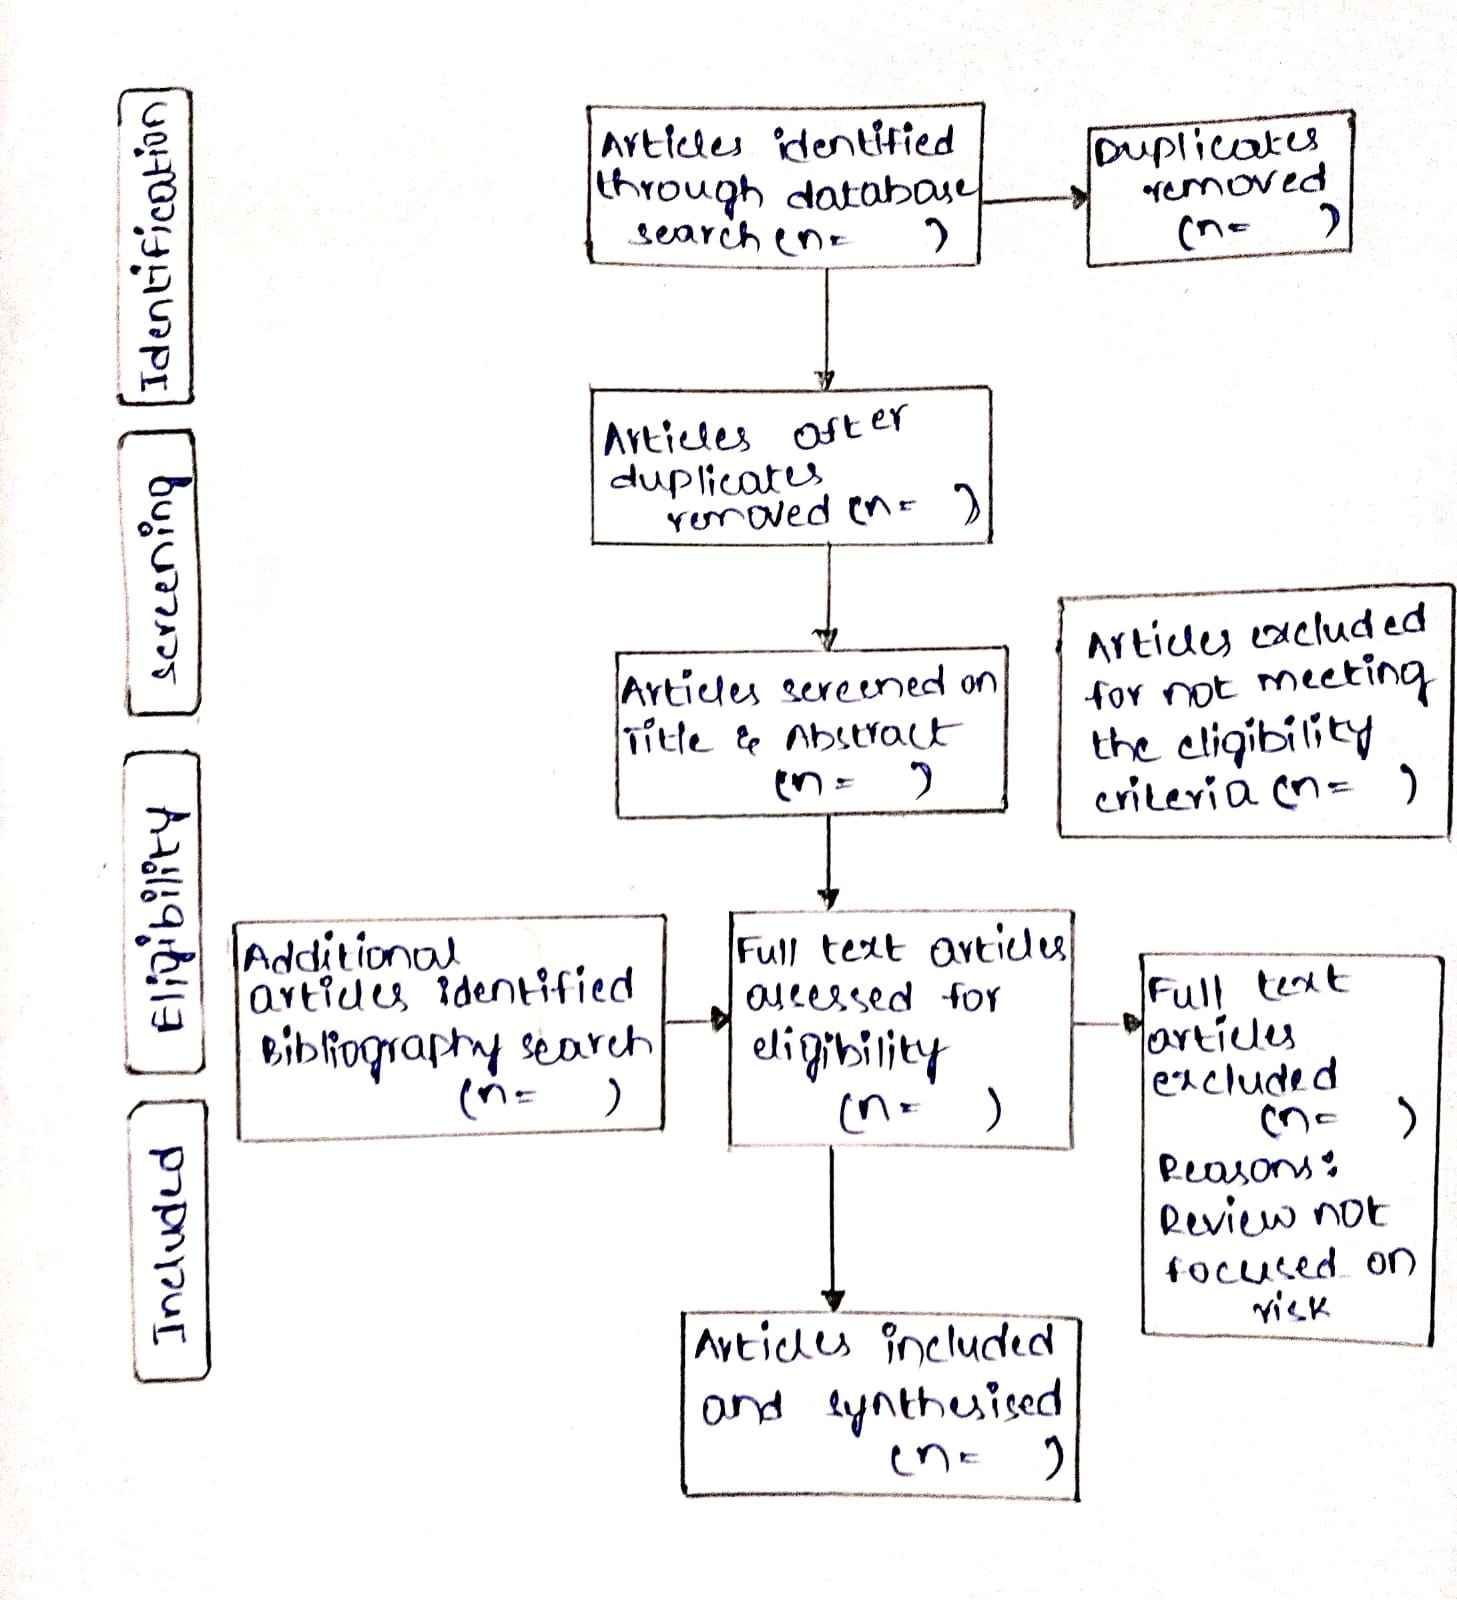 Identification
Articles identified
through database
search (n=      )
Duplicates
removed
(n=      )
Screening
Articles after
duplicates
removed (n=    )
Articles screened on
Title & Abstract
(n=      )
Articles excluded
for not meeting
the eligibility
criteria (n=    )
Eligibility
Additional
articles identified
Bibliography search
(n=      )
Full text articles
accessed for
eligibility
(n=      )
Full text
articles
excluded
(n=      )
Reasons:
Review not
focused on
risk
Included
Articles included
and synthesised
(n=      )